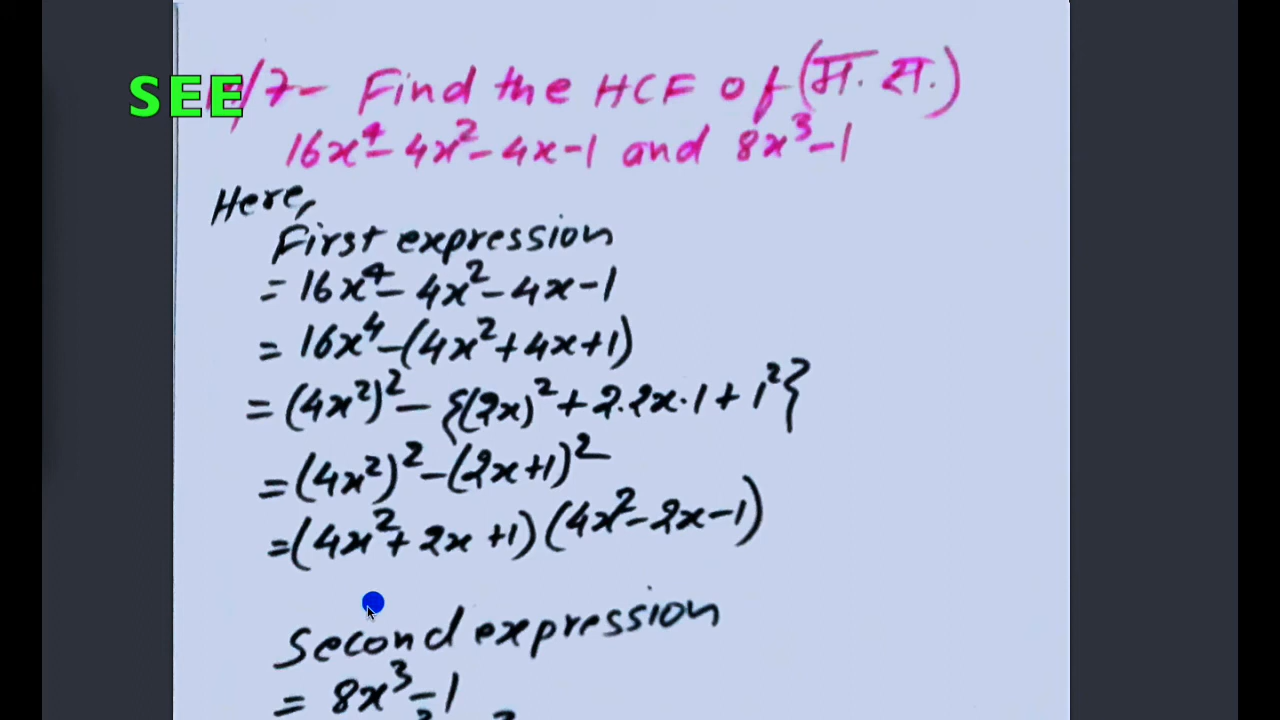 SEE
/7- Find the HCF of (म. स.)
16x⁴-4x²-4x-1 and 8x³-1
Here,
First expression
= 16x⁴-4x²-4x-1
= 16x⁴-(4x²+4x+1)
= (4x²)²-{(2x)²+2.2x.1+1²}
= (4x²)²-(2x+1)²
=(4x²+2x+1)(4x²-2x-1)
Second expression
= 8x³-1